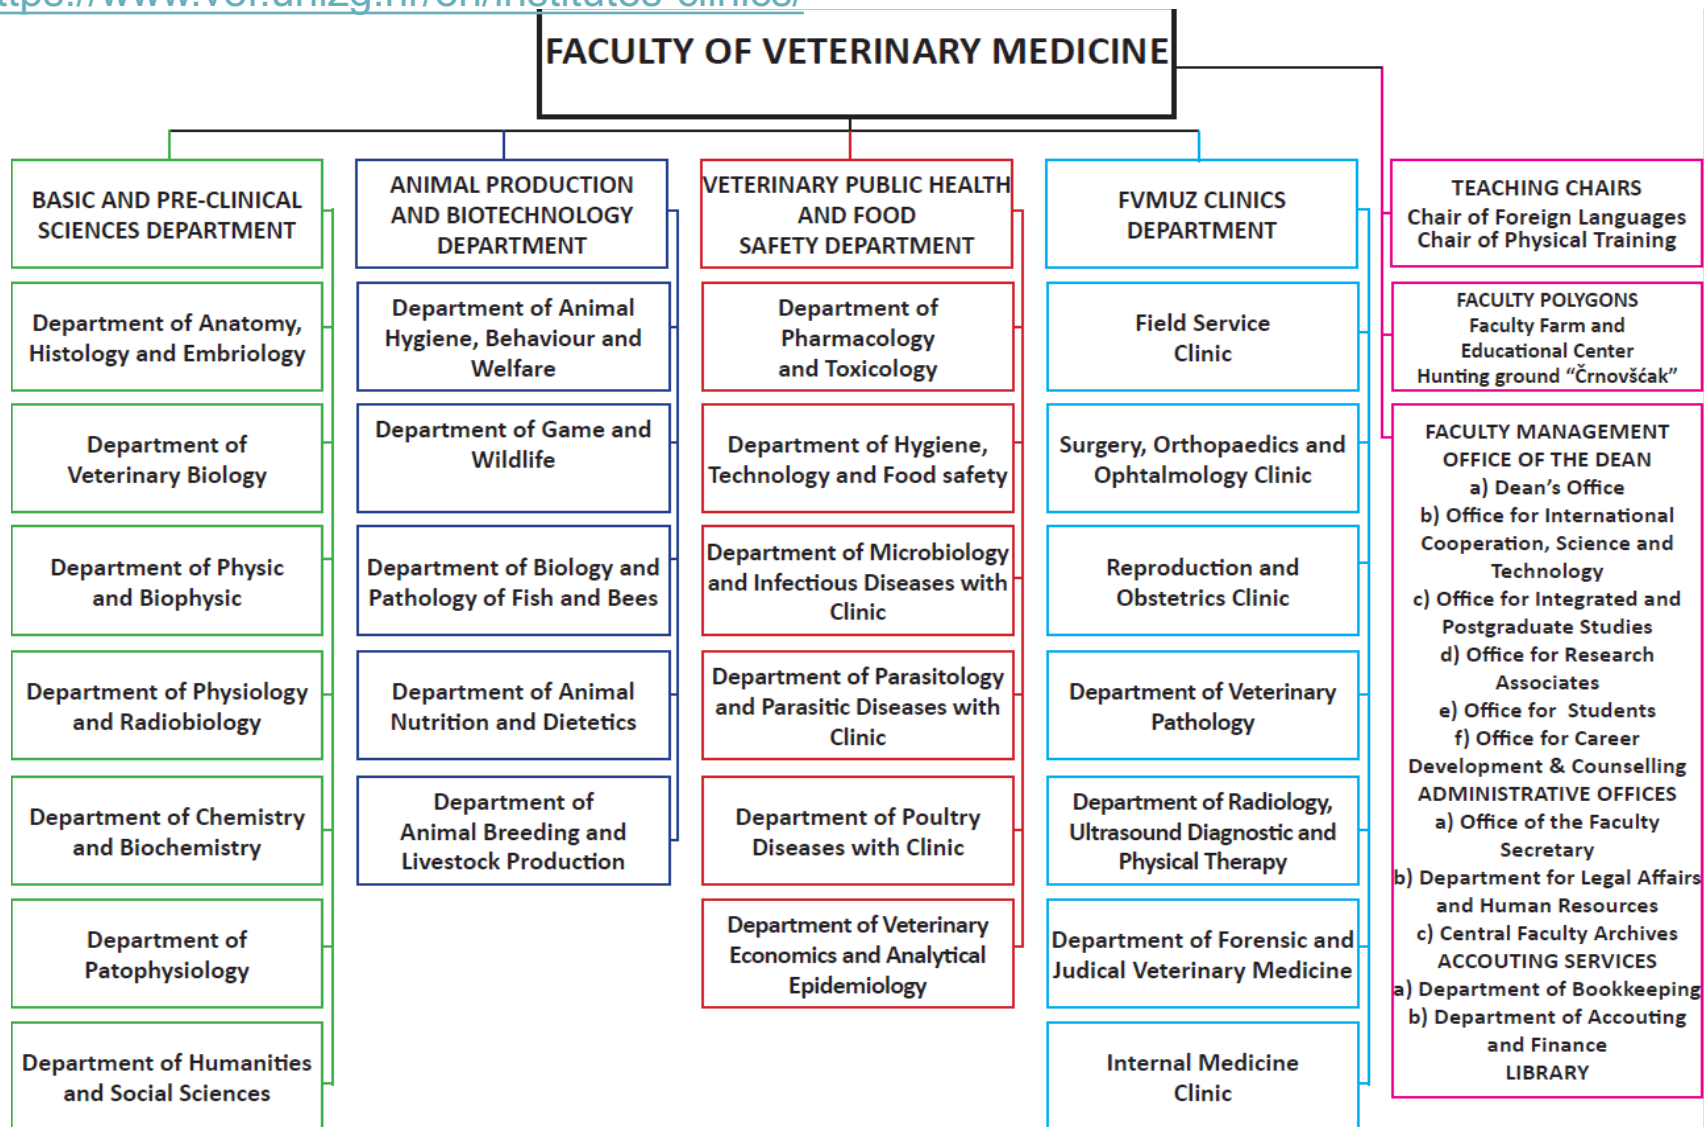 https://www.vef.unizg.hr/en/institutes-clinics/
FACULTY OF VETERINARY MEDICINE
BASIC AND PRE-CLINICAL
SCIENCES DEPARTMENT
Department of Anatomy,
Histology and Embriology
Department of
Veterinary Biology
Department of Physic
and Biophysic
Department of Physiology
and Radiobiology
Department of Chemistry
and Biochemistry
Department of
Patophysiology
Department of Humanities
and Social Sciences
ANIMAL PRODUCTION
AND BIOTECHNOLOGY
DEPARTMENT
Department of Animal
Hygiene, Behaviour and
Welfare
Department of Game and
Wildlife
Department of Biology and
Pathology of Fish and Bees
Department of Animal
Nutrition and Dietetics
Department of
Animal Breeding and
Livestock Production
VETERINARY PUBLIC HEALTH
AND FOOD
SAFETY DEPARTMENT
Department of
Pharmacology
and Toxicology
Department of Hygiene,
Technology and Food safety
Department of Microbiology
and Infectious Diseases with
Clinic
Department of Parasitology
and Parasitic Diseases with
Clinic
Department of Poultry
Diseases with Clinic
Department of Veterinary
Economics and Analytical
Epidemiology
FVMUZ CLINICS
DEPARTMENT
Field Service
Clinic
Surgery, Orthopaedics and
Ophtalmology Clinic
Reproduction and
Obstetrics Clinic
Department of Veterinary
Pathology
Department of Radiology,
Ultrasound Diagnostic and
Physical Therapy
Department of Forensic and
Judical Veterinary Medicine
Internal Medicine
Clinic
TEACHING CHAIRS
Chair of Foreign Languages
Chair of Physical Training
FACULTY POLYGONS
Faculty Farm and
Educational Center
Hunting ground “Črnovšćak”
FACULTY MANAGEMENT
OFFICE OF THE DEAN
a) Dean’s Office
b) Office for International
Cooperation, Science and
Technology
c) Office for Integrated and
Postgraduate Studies
d) Office for Research
Associates
e) Office for Students
f) Office for Career
Development & Counselling
ADMINISTRATIVE OFFICES
a) Office of the Faculty
Secretary
b) Department for Legal Affairs
and Human Resources
c) Central Faculty Archives
ACCOUTING SERVICES
a) Department of Bookkeeping
b) Department of Accouting
and Finance
LIBRARY